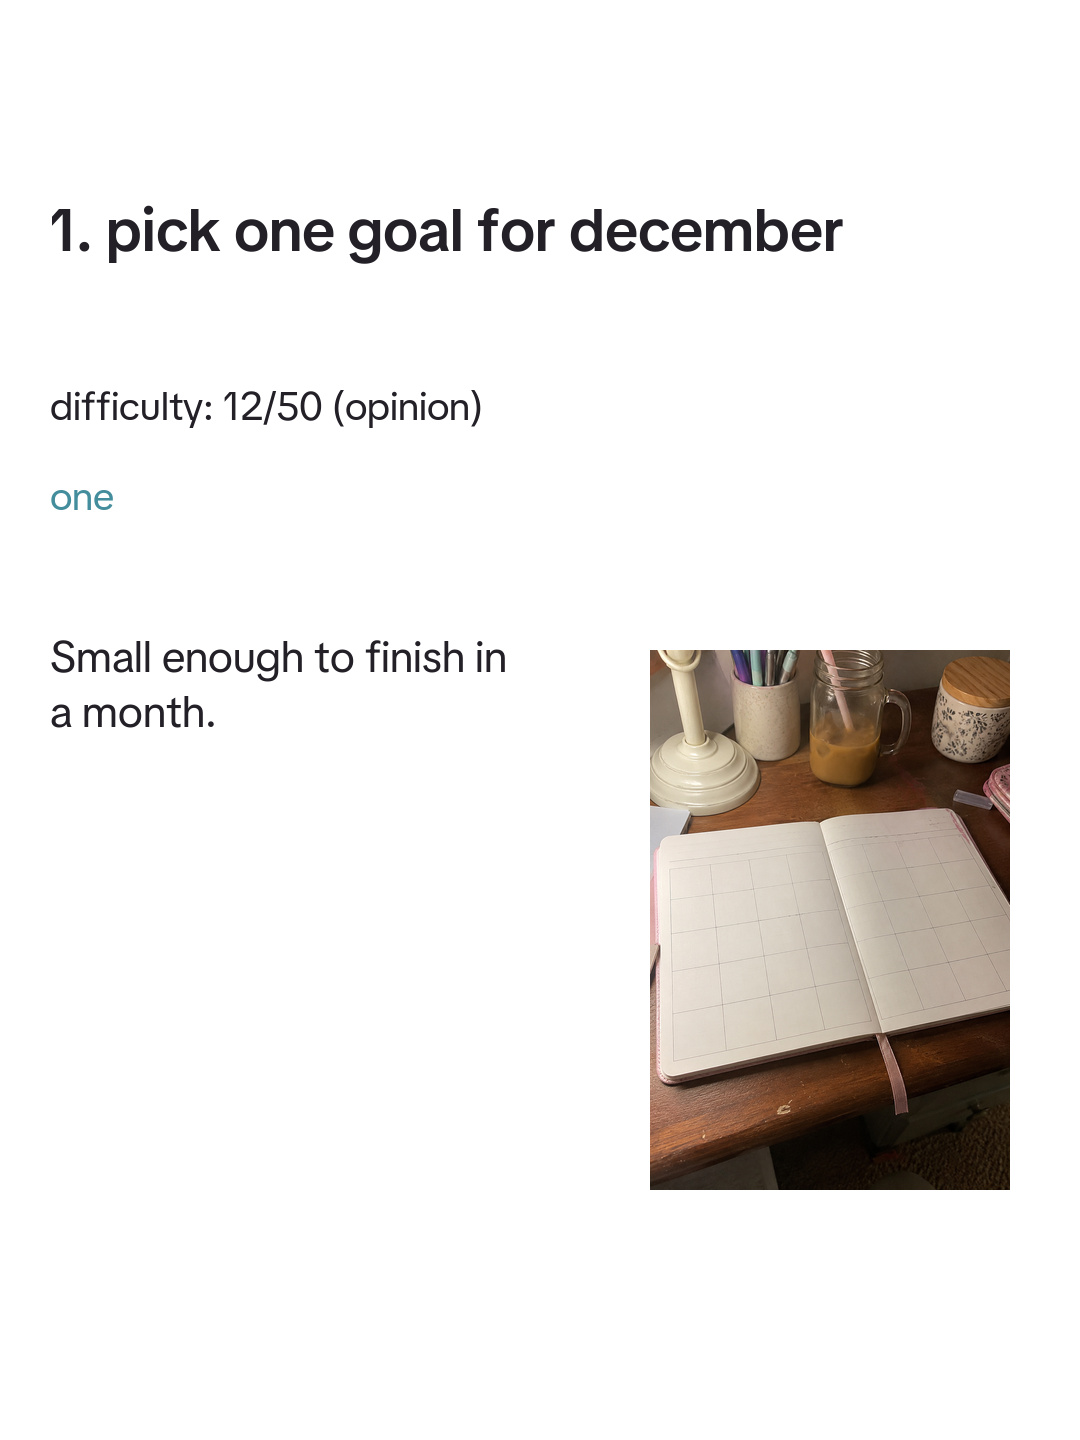 1. pick one goal for december
difficulty: 12/50 (opinion)
one
Small enough to finish in
a month.